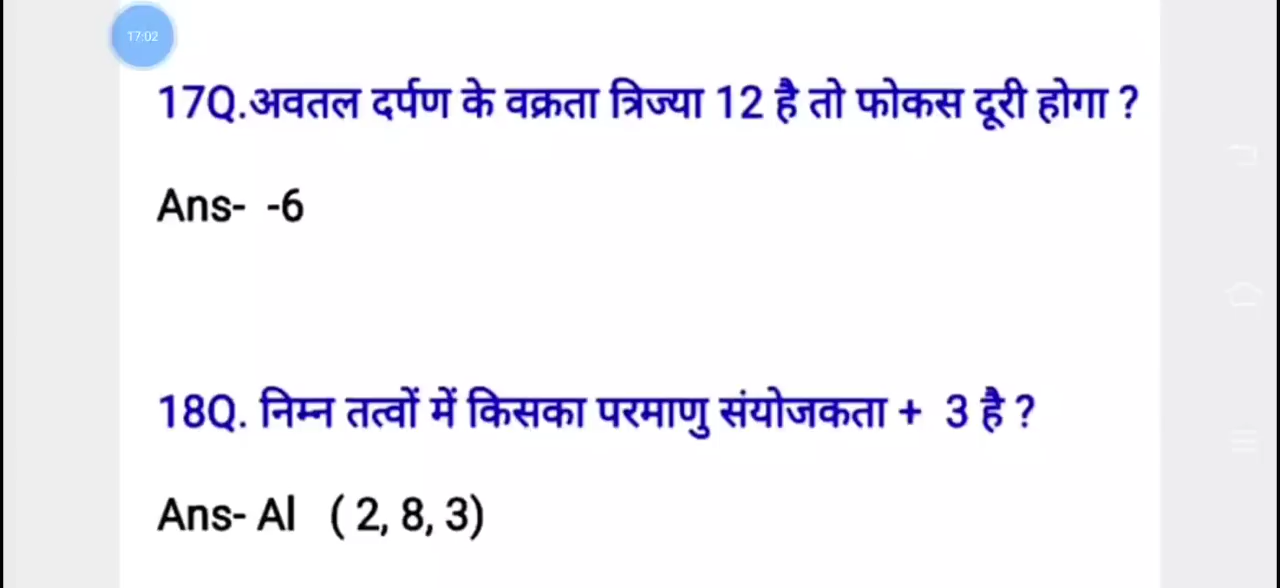 17:02
17Q.अवतल दर्पण के वक्रता त्रिज्या 12 है तो फोकस दूरी होगा ?
Ans- -6
18Q. निम्न तत्वों में किसका परमाणु संयोजकता + 3 है ?
Ans- Al ( 2, 8, 3)